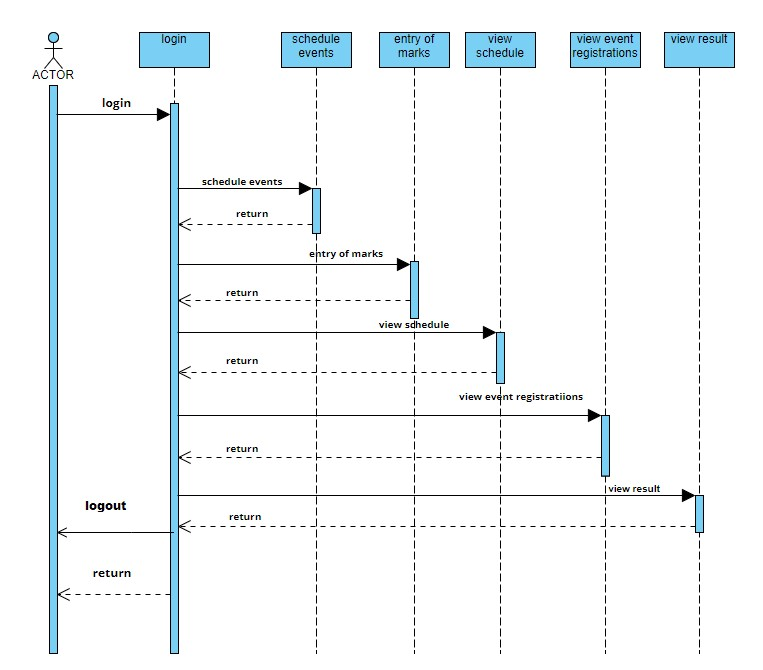 login
schedule
events
entry of
marks
view
schedule
view event
registrations
view result
ACTOR
login
schedule events
return
entry of marks
return
view schedule
return
view event registratiions
return
view result
logout
return
return